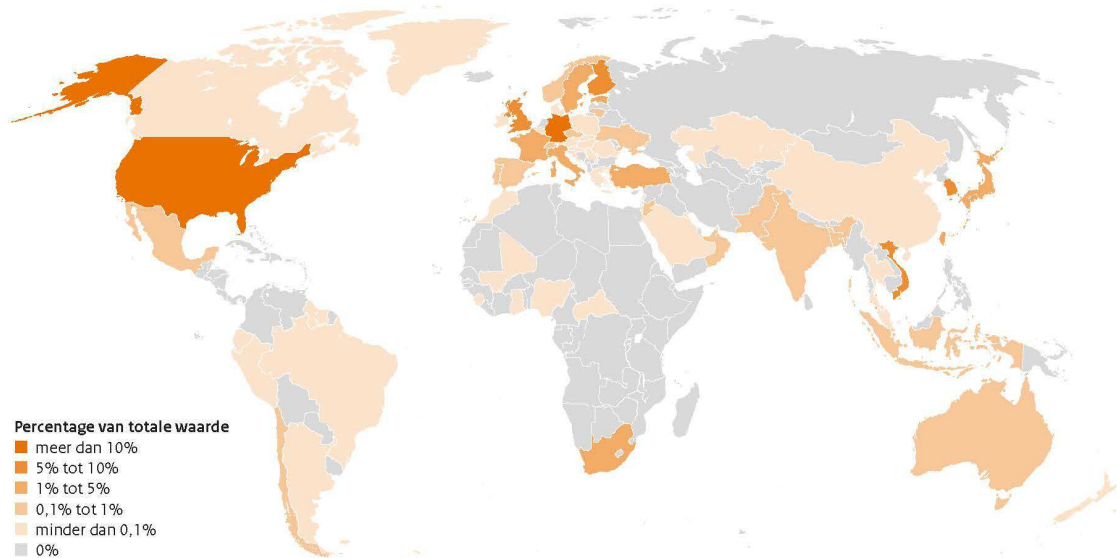 Percentage van totale waarde
meer dan 10%
5% tot 10%
1% tot 5%
0,1% tot 1%
minder dan 0,1%
0%